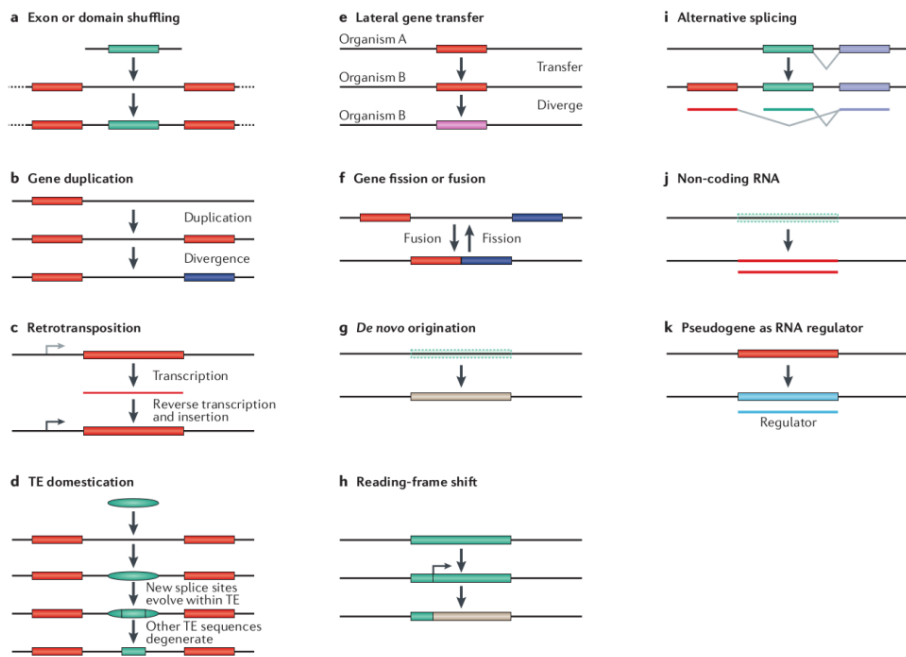 a Exon or domain shuffling
b Gene duplication
Duplication
Divergence
c Retrotransposition
Transcription
Reverse transcription
and insertion
d TE domestication
New splice sites
evolve within TE
Other TE sequences
degenerate
e Lateral gene transfer
Organism A
Transfer
Organism B
Diverge
Organism B
f Gene fission or fusion
Fusion
Fission
g De novo origination
h Reading-frame shift
i Alternative splicing
j Non-coding RNA
k Pseudogene as RNA regulator
Regulator